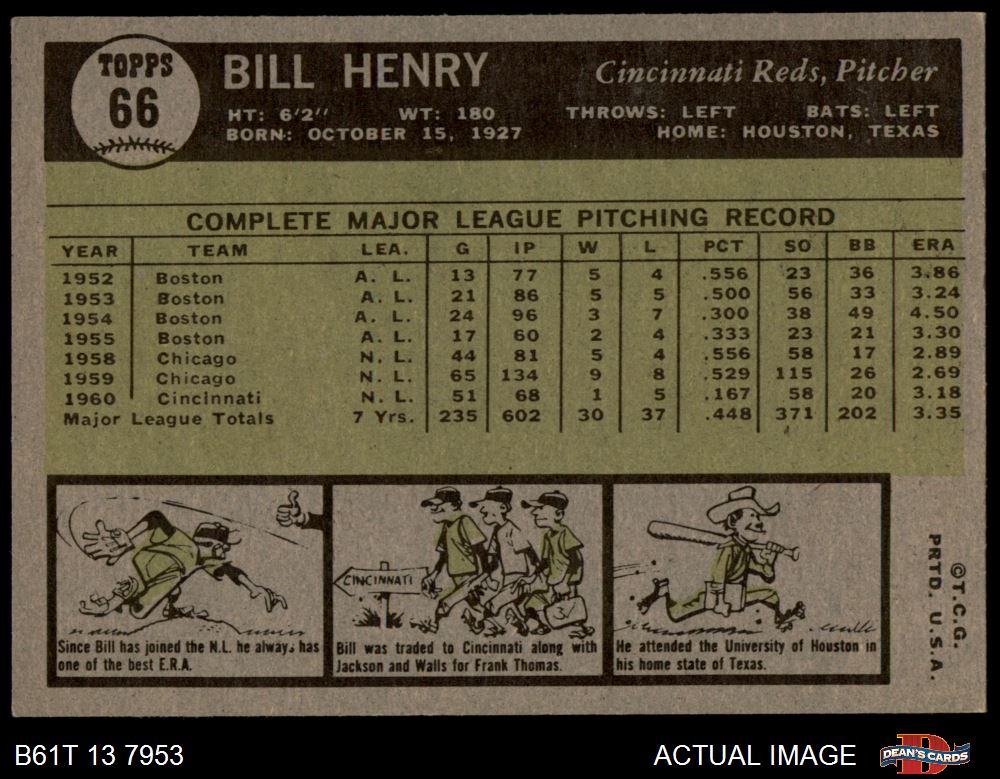 TOPPS
66
BILL HENRY
Cincinnati Reds, Pitcher
HT: 6'2" WT: 180 THROWS: LEFT BATS: LEFT
BORN: OCTOBER 15, 1927 HOME: HOUSTON, TEXAS
COMPLETE MAJOR LEAGUE PITCHING RECORD
YEAR TEAM LEA. G IP W L PCT SO BB ERA
1952 Boston A. L. 13 77 5 4 .556 23 36 3.86
1953 Boston A. L. 21 86 5 5 .500 56 33 3.24
1954 Boston A. L. 24 96 3 7 .300 38 49 4.50
1955 Boston A. L. 17 60 2 4 .333 23 21 3.30
1958 Chicago N. L. 44 81 5 4 .556 58 17 2.89
1959 Chicago N. L. 65 134 9 8 .529 115 26 2.69
1960 Cincinnati N. L. 51 68 1 5 .167 58 20 3.18
Major League Totals 7 Yrs. 235 602 30 37 .448 371 202 3.35
Since Bill has joined the N.L. he always has
one of the best E.R.A.
CINCINNATI
Bill was traded to Cincinnati along with
Jackson and Walls for Frank Thomas.
He attended the University of Houston in
his home state of Texas.
©T.C.G.
PRTD. U.S.A.
B61T 13 7953
ACTUAL IMAGE
DEAN'S CARDS